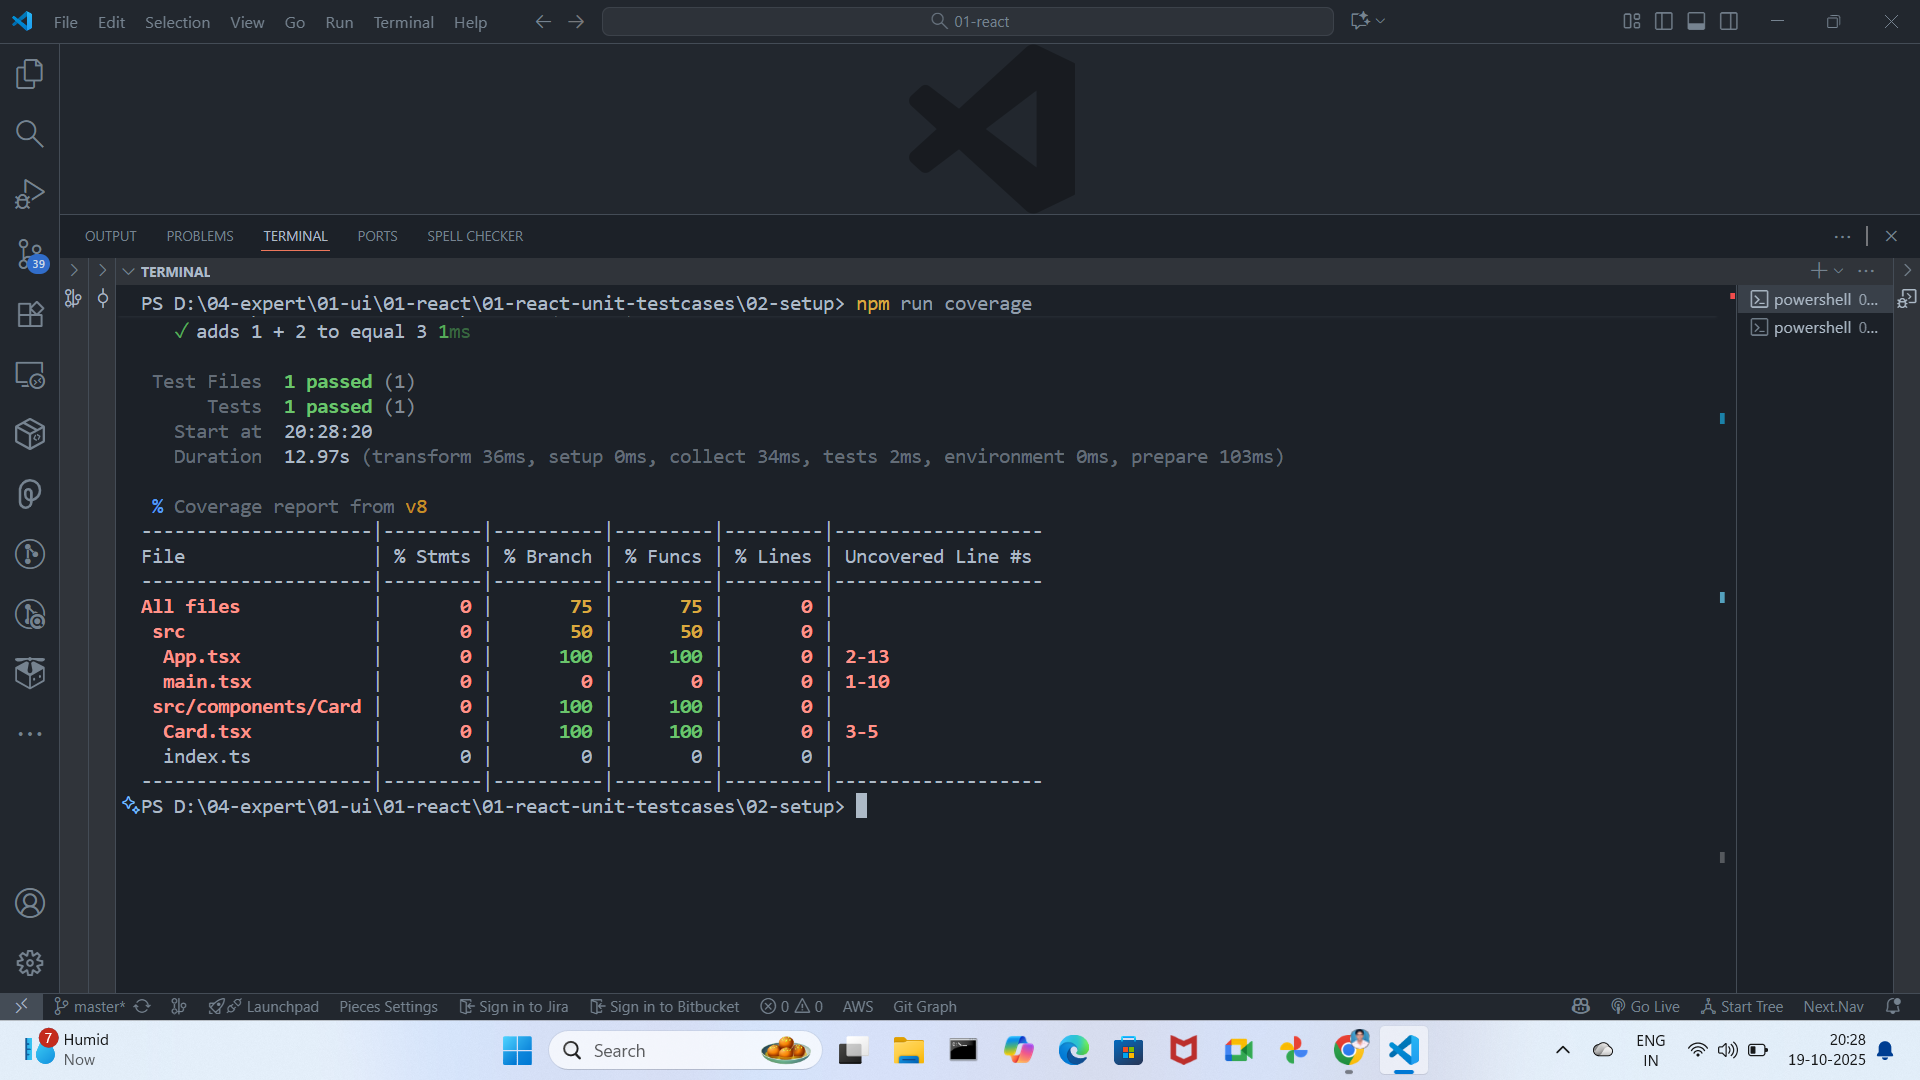 File Edit Selection View Go Run Terminal Help
01-react
OUTPUT PROBLEMS TERMINAL PORTS SPELL CHECKER
TERMINAL
PS D:\04-expert\01-ui\01-react\01-react-unit-testcases\02-setup> npm run coverage
✓ adds 1 + 2 to equal 3 1ms
Test Files 1 passed (1)
Tests 1 passed (1)
Start at 20:28:20
Duration 12.97s (transform 36ms, setup 0ms, collect 34ms, tests 2ms, environment 0ms, prepare 103ms)
% Coverage report from v8
---------------------|---------|----------|---------|---------|-------------------
File | % Stmts | % Branch | % Funcs | % Lines | Uncovered Line #s
---------------------|---------|----------|---------|---------|-------------------
All files | 0 | 75 | 75 | 0 |
src | 0 | 50 | 50 | 0 |
App.tsx | 0 | 100 | 100 | 0 | 2-13
main.tsx | 0 | 0 | 0 | 0 | 1-10
src/components/Card | 0 | 100 | 100 | 0 |
Card.tsx | 0 | 100 | 100 | 0 | 3-5
index.ts | 0 | 0 | 0 | 0 |
---------------------|---------|----------|---------|---------|-------------------
PS D:\04-expert\01-ui\01-react\01-react-unit-testcases\02-setup>
powershell 0...
powershell 0...
39
master* Launchpad Pieces Settings Sign in to Jira Sign in to Bitbucket 0 0 AWS Git Graph Go Live Start Tree Next.Nav
7
Humid
Now
Search
ENG
IN
20:28
19-10-2025